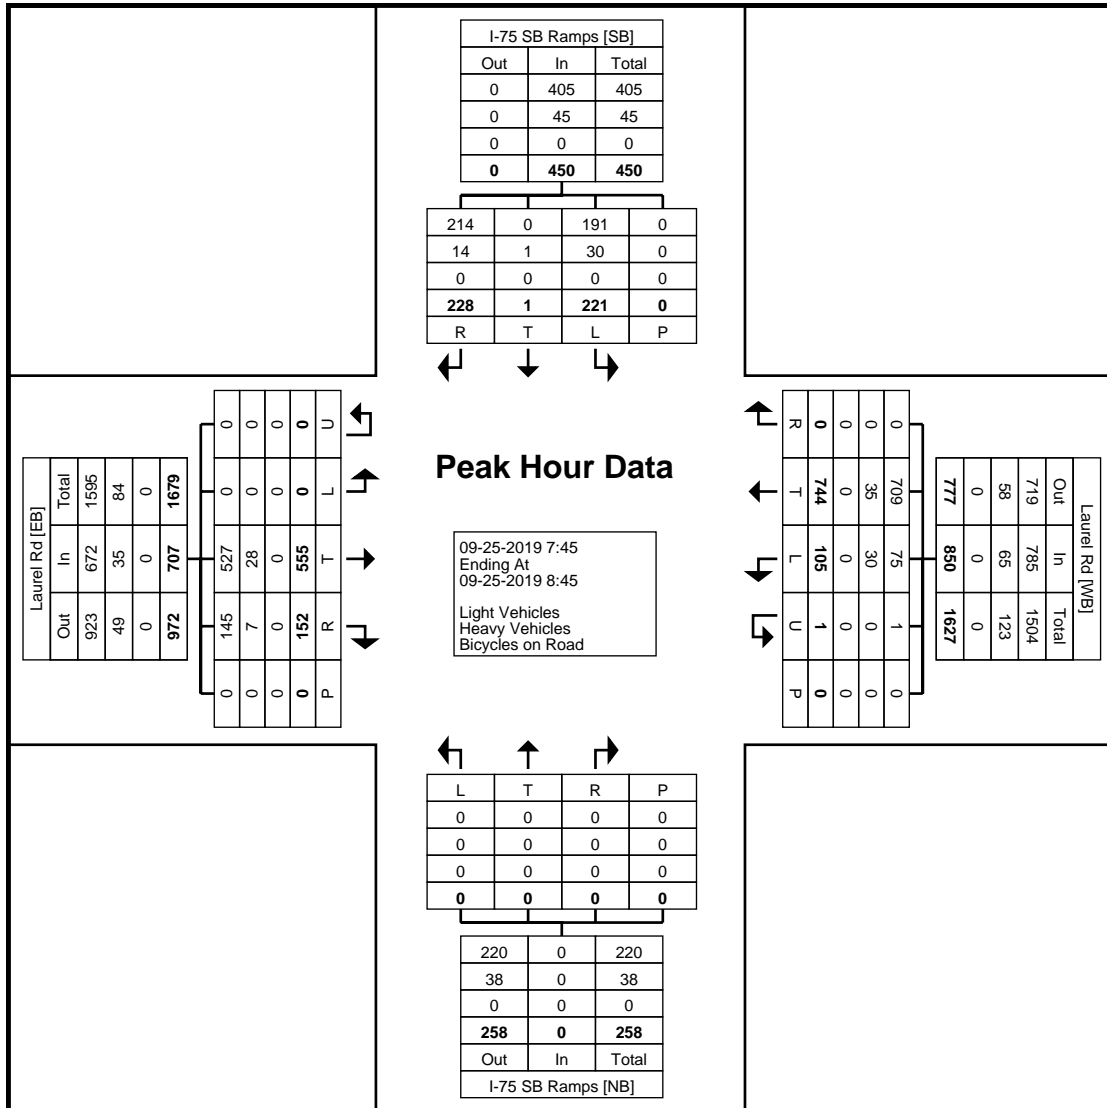 I-75 SB Ramps [SB]
Out In Total
0 405 405
0 45 45
0 0 0
0 450 450
214 0 191 0
14 1 30 0
0 0 0 0
228 1 221 0
R T L P
Laurel Rd [EB]
Total In Out
1595 672 923
84 35 49
0 0 0
1679 707 972
0 0 527 145 0
0 0 28 7 0
0 0 0 0 0
0 0 555 152 0
U L T R P
Peak Hour Data
09-25-2019 7:45
Ending At
09-25-2019 8:45
Light Vehicles
Heavy Vehicles
Bicycles on Road
R T L U P
0 744 105 1 0
0 0 0 0 0
0 35 30 0 0
0 709 75 1 0
Laurel Rd [WB]
Out In Total
719 785 1504
58 65 123
0 0 0
777 850 1627
L T R P
0 0 0 0
0 0 0 0
0 0 0 0
0 0 0 0
220 0 220
38 0 38
0 0 0
258 0 258
Out In Total
I-75 SB Ramps [NB]